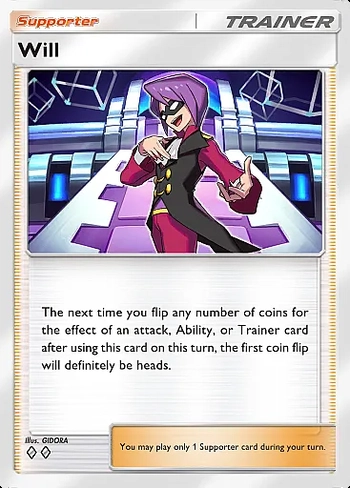 Supporter
TRAINER
Will
The next time you flip any number of coins for
the effect of an attack, Ability, or Trainer card
after using this card on this turn, the first coin flip
will definitely be heads.
Illus. GIDORA
You may play only 1 Supporter card during your turn.